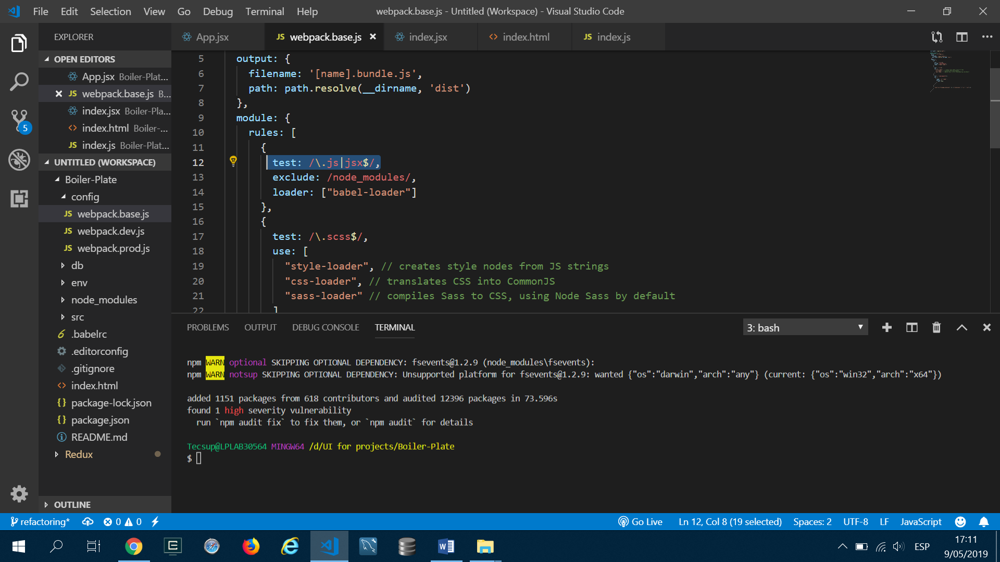 File Edit Selection View Go Debug Terminal Help
webpack.base.js - Untitled (Workspace) - Visual Studio Code
EXPLORER
OPEN EDITORS
App.jsx Boiler-Plat...
JS webpack.base.js B...
index.jsx Boiler-Pla...
<> index.html Boiler-...
JS index.js Boiler-Plat...
UNTITLED (WORKSPACE)
Boiler-Plate
config
JS webpack.base.js
JS webpack.dev.js
JS webpack.prod.js
db
env
node_modules
src
.babelrc
.editorconfig
.gitignore
<> index.html
{} package-lock.json
{} package.json
README.md
Redux
OUTLINE
5
App.jsx
JS webpack.base.js
index.jsx
<> index.html
JS index.js
5 output: {
6 filename: '[name].bundle.js',
7 path: path.resolve(__dirname, 'dist')
8 },
9 module: {
10 rules: [
11 {
12 test: /\.js|jsx$/,
13 exclude: /node_modules/,
14 loader: ["babel-loader"]
15 },
16 {
17 test: /\.scss$/,
18 use: [
19 "style-loader", // creates style nodes from JS strings
20 "css-loader", // translates CSS into CommonJS
21 "sass-loader" // compiles Sass to CSS, using Node Sass by default
22 ]
PROBLEMS OUTPUT DEBUG CONSOLE TERMINAL
3: bash
npm WARN optional SKIPPING OPTIONAL DEPENDENCY: fsevents@1.2.9 (node_modules\fsevents):
npm WARN notsup SKIPPING OPTIONAL DEPENDENCY: Unsupported platform for fsevents@1.2.9: wanted {"os":"darwin","arch":"any"} (current: {"os":"win32","arch":"x64"})
added 1151 packages from 618 contributors and audited 12396 packages in 73.596s
found 1 high severity vulnerability
run `npm audit fix` to fix them, or `npm audit` for details
Tecsup@LPLAB30564 MINGW64 /d/UI for projects/Boiler-Plate
$
refactoring* 0 0
Go Live Ln 12, Col 8 (19 selected) Spaces: 2 UTF-8 LF JavaScript
ESP
17:11
9/05/2019